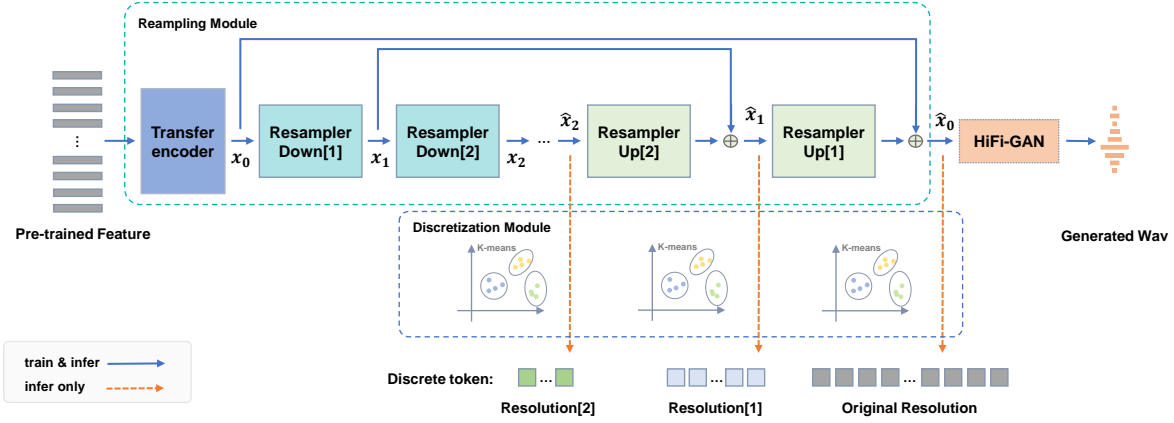 Reampling Module
Transfer
encoder
x₀
Resampler
Down[1]
x₁
Resampler
Down[2]
x₂
...
x̂₂
Resampler
Up[2]
x̂₁
Resampler
Up[1]
x̂₀
HiFi-GAN
...
Pre-trained Feature
Generated Wav
Discretization Module
K-means
K-means
K-means
train & infer
infer only
Discrete token:
...
...
...
Resolution[2]
Resolution[1]
Original Resolution